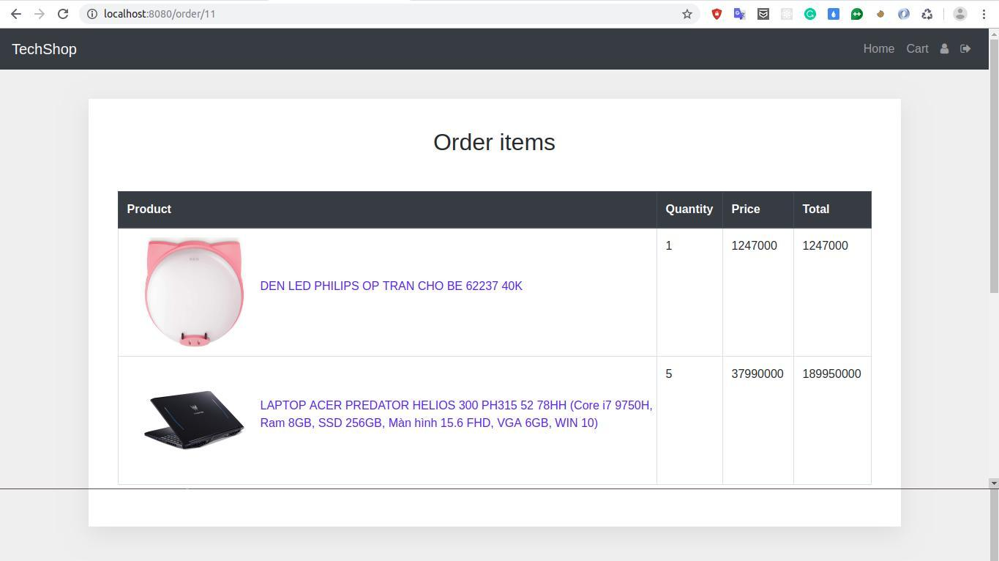 localhost:8080/order/11
TechShop
Home Cart
Order items
Product Quantity Price Total
DEN LED PHILIPS OP TRAN CHO BE 62237 40K 1 1247000 1247000
LAPTOP ACER PREDATOR HELIOS 300 PH315 52 78HH (Core i7 9750H, 5 37990000 189950000
Ram 8GB, SSD 256GB, Màn hình 15.6 FHD, VGA 6GB, WIN 10)